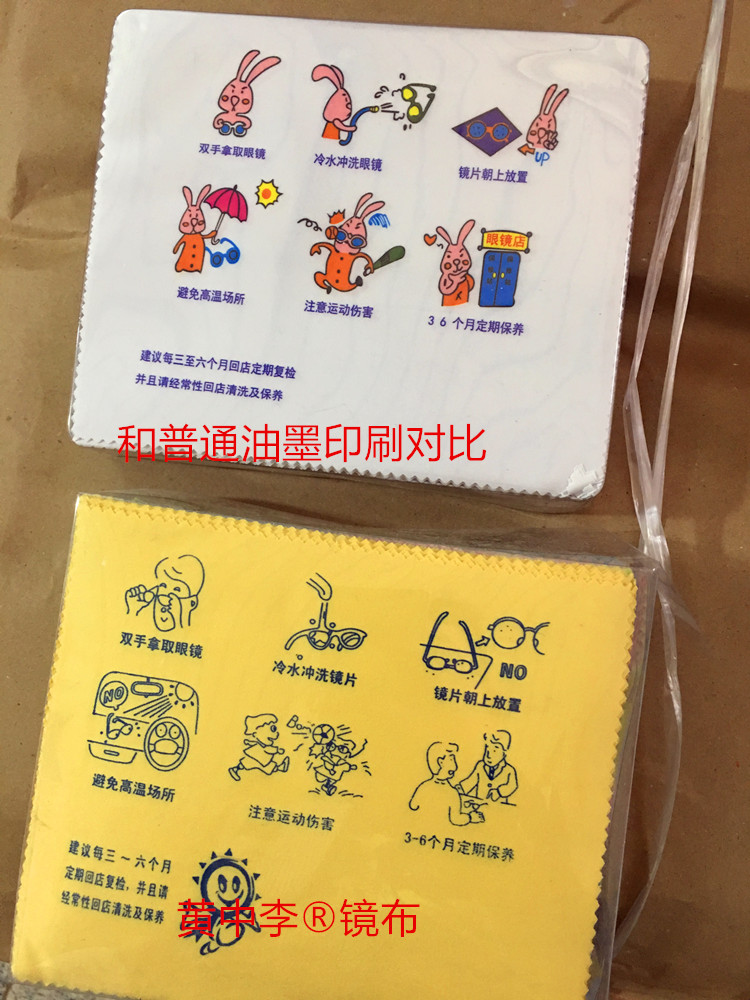 双手拿取眼镜
冷水冲洗眼镜
镜片朝上放置
UP
避免高温场所
注意运动伤害
眼镜店
3 6 个月定期保养
建议每三至六个月回店定期复检
并且请经常性回店清洗及保养
和普通油墨印刷对比
双手拿取眼镜
冷水冲洗镜片
NO
镜片朝上放置
NO
避免高温场所
Bom
注意运动伤害
3-6个月定期保养
建议每三～六个月
定期回店复检，并且请
经常性回店清洗及保养
黄中李®镜布